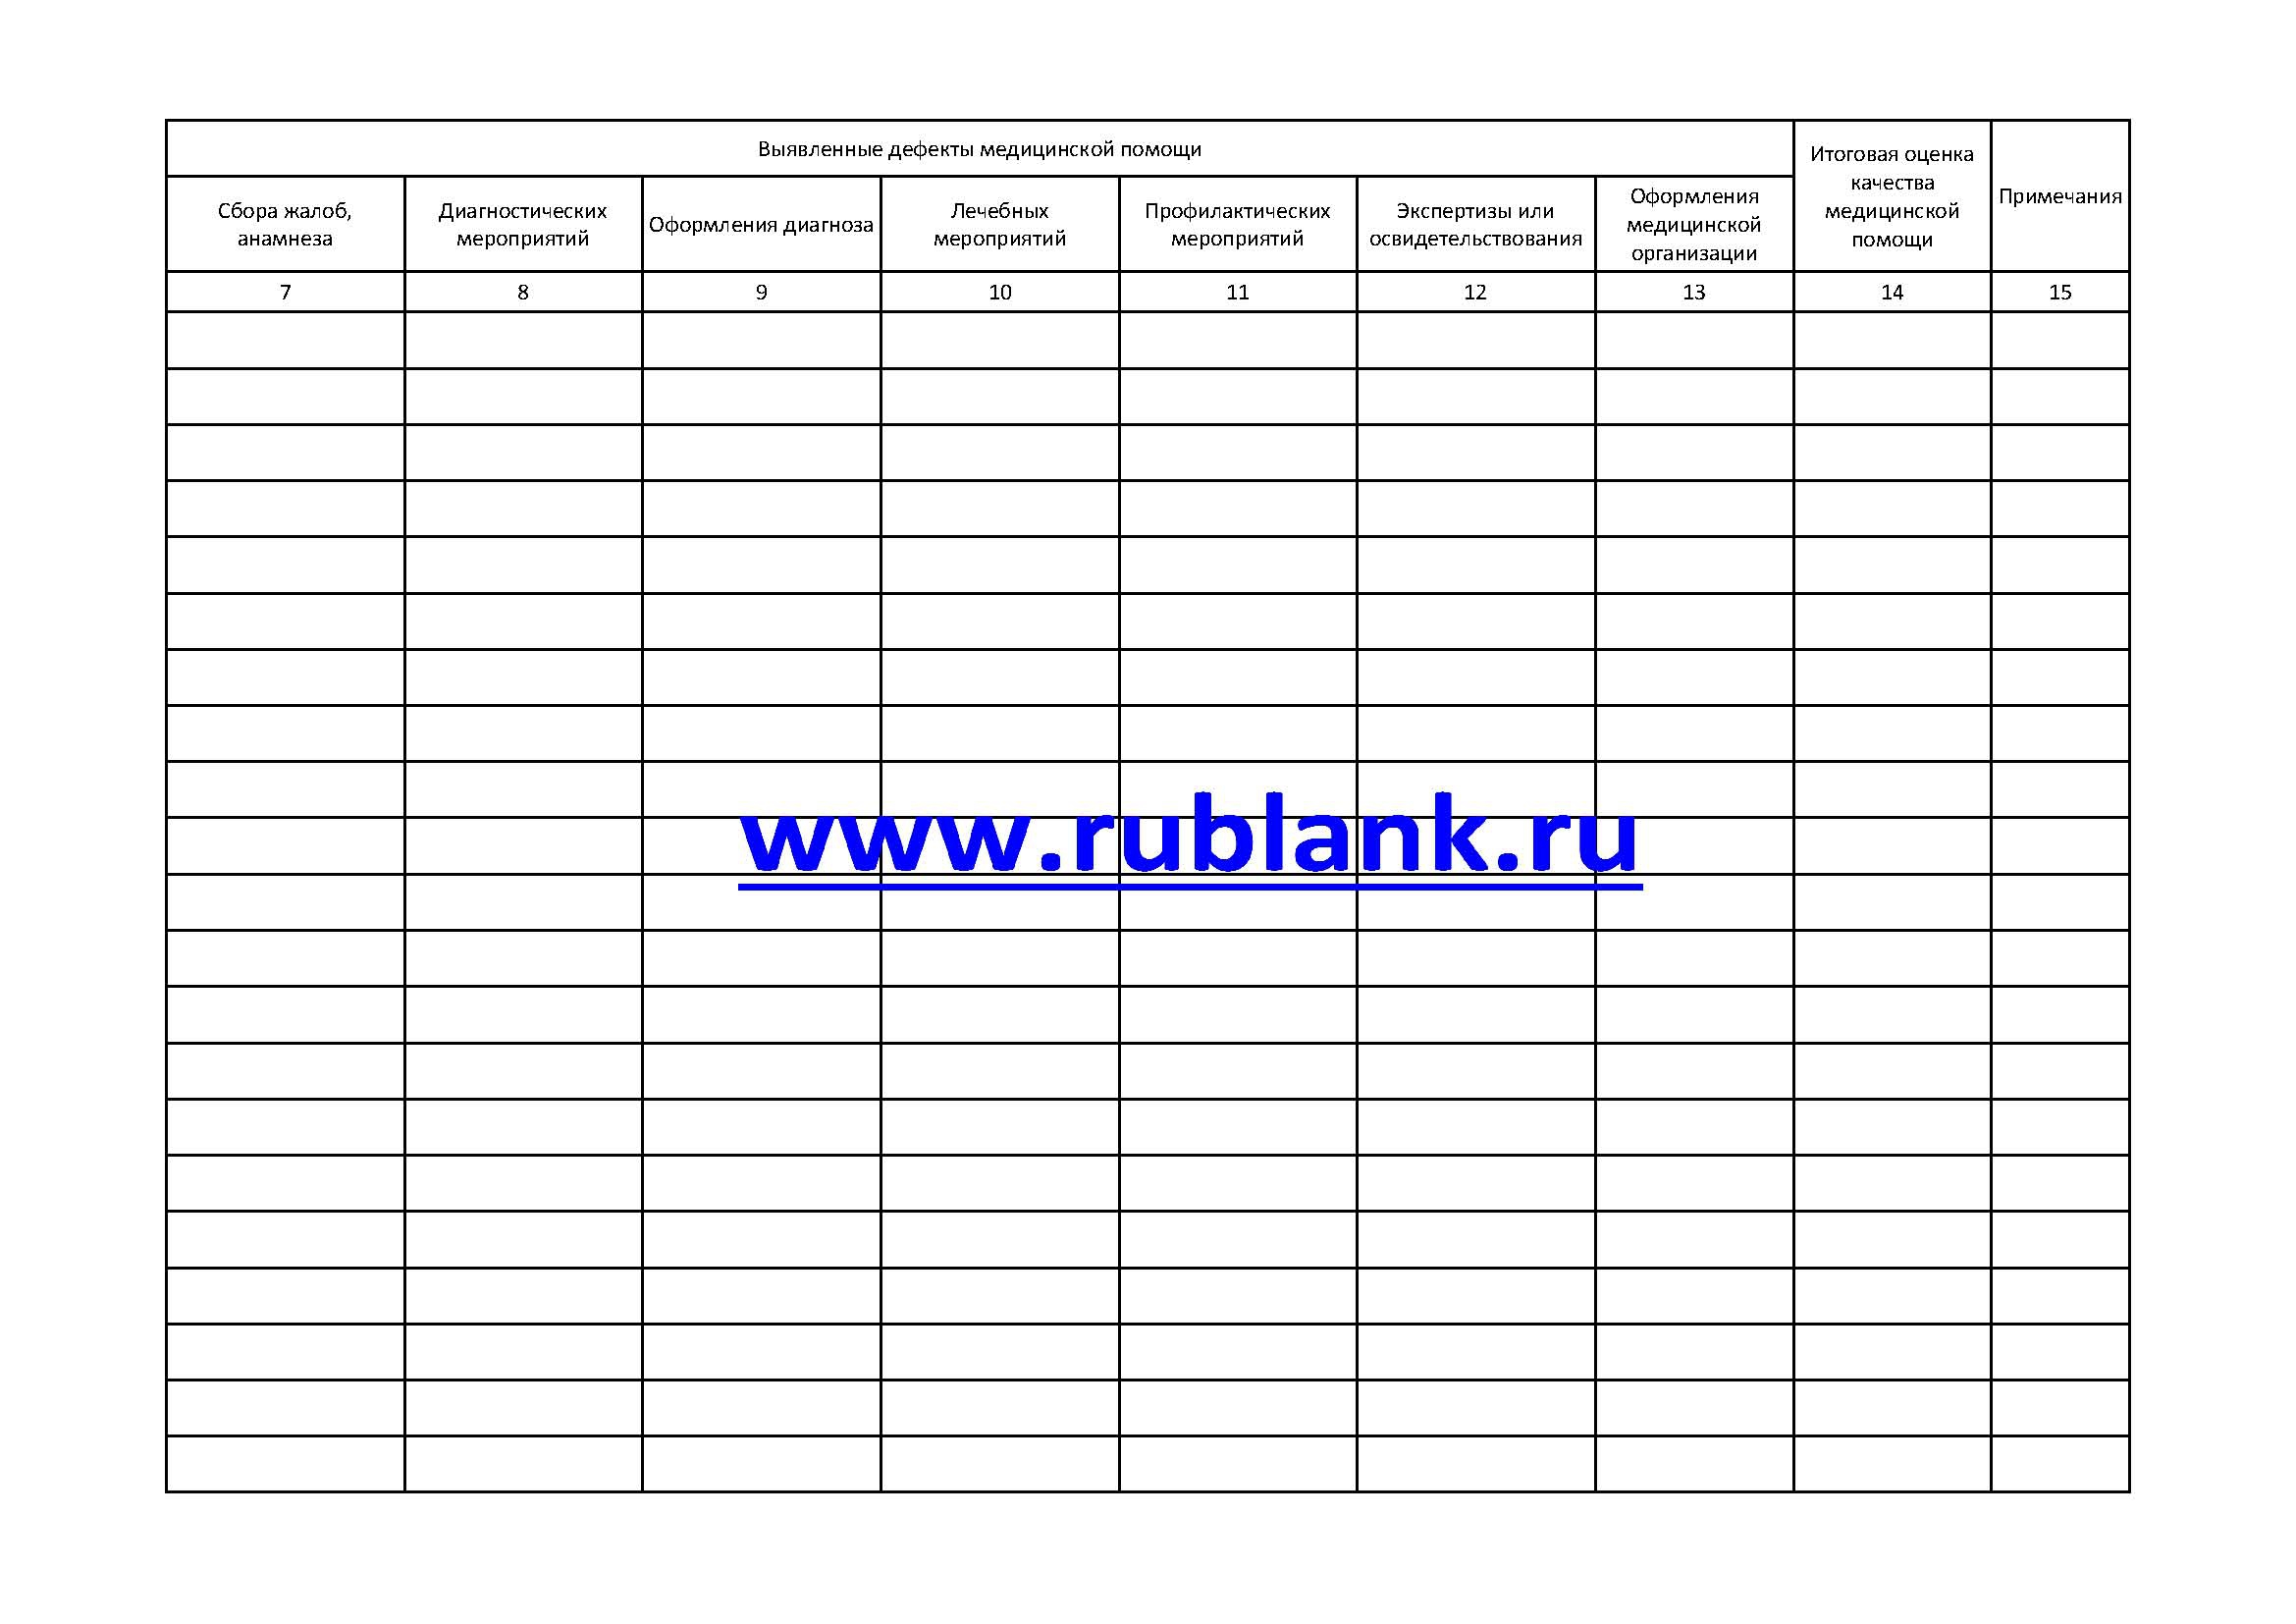 Выявленные дефекты медицинской помощи
Итоговая оценка
качества
медицинской
помощи
Примечания
Сбора жалоб,
анамнеза
Диагностических
мероприятий
Оформления диагноза
Лечебных
мероприятий
Профилактических
мероприятий
Экспертизы или
освидетельствования
Оформления
медицинской
организации
7 8 9 10 11 12 13 14 15
www.rublank.ru